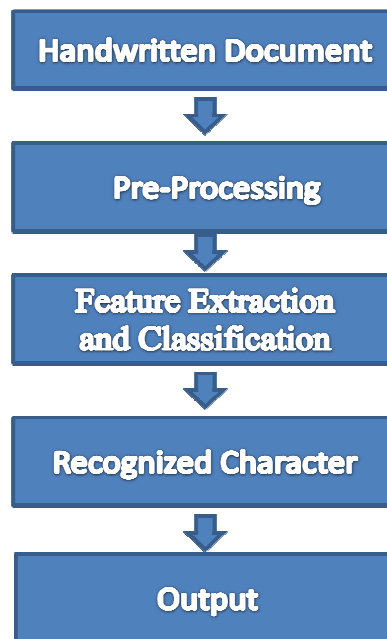 Handwritten Document
Pre-Processing
Feature Extraction
and Classification
Recognized Character
Output